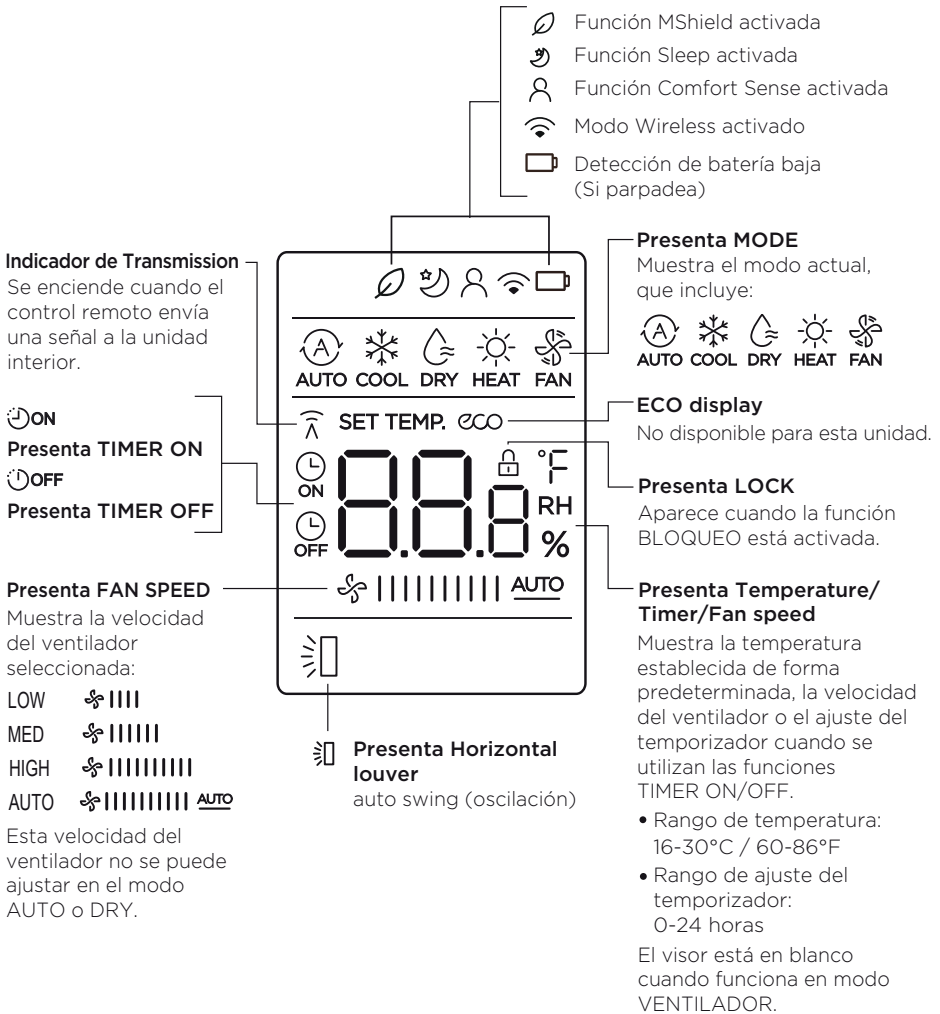 Función MShield activada
Función Sleep activada
Función Comfort Sense activada
Modo Wireless activado
Detección de batería baja
(Si parpadea)
Indicador de Transmission
Se enciende cuando el
control remoto envía
una señal a la unidad
interior.
ON
Presenta TIMER ON
OFF
Presenta TIMER OFF
Presenta FAN SPEED
Muestra la velocidad
del ventilador
seleccionada:
LOW
MED
HIGH
AUTO AUTO
Esta velocidad del
ventilador no se puede
ajustar en el modo
AUTO o DRY.
A
AUTO COOL DRY HEAT FAN
SET TEMP. eco
ON
OFF
88.8 °F
RH
%
AUTO
Presenta Horizontal
louver
auto swing (oscilación)
Presenta MODE
Muestra el modo actual,
que incluye:
A
AUTO COOL DRY HEAT FAN
ECO display
No disponible para esta unidad.
Presenta LOCK
Aparece cuando la función
BLOQUEO está activada.
Presenta Temperature/
Timer/Fan speed
Muestra la temperatura
establecida de forma
predeterminada, la velocidad
del ventilador o el ajuste del
temporizador cuando se
utilizan las funciones
TIMER ON/OFF.
• Rango de temperatura:
16-30°C / 60-86°F
• Rango de ajuste del
temporizador:
0-24 horas
El visor está en blanco
cuando funciona en modo
VENTILADOR.